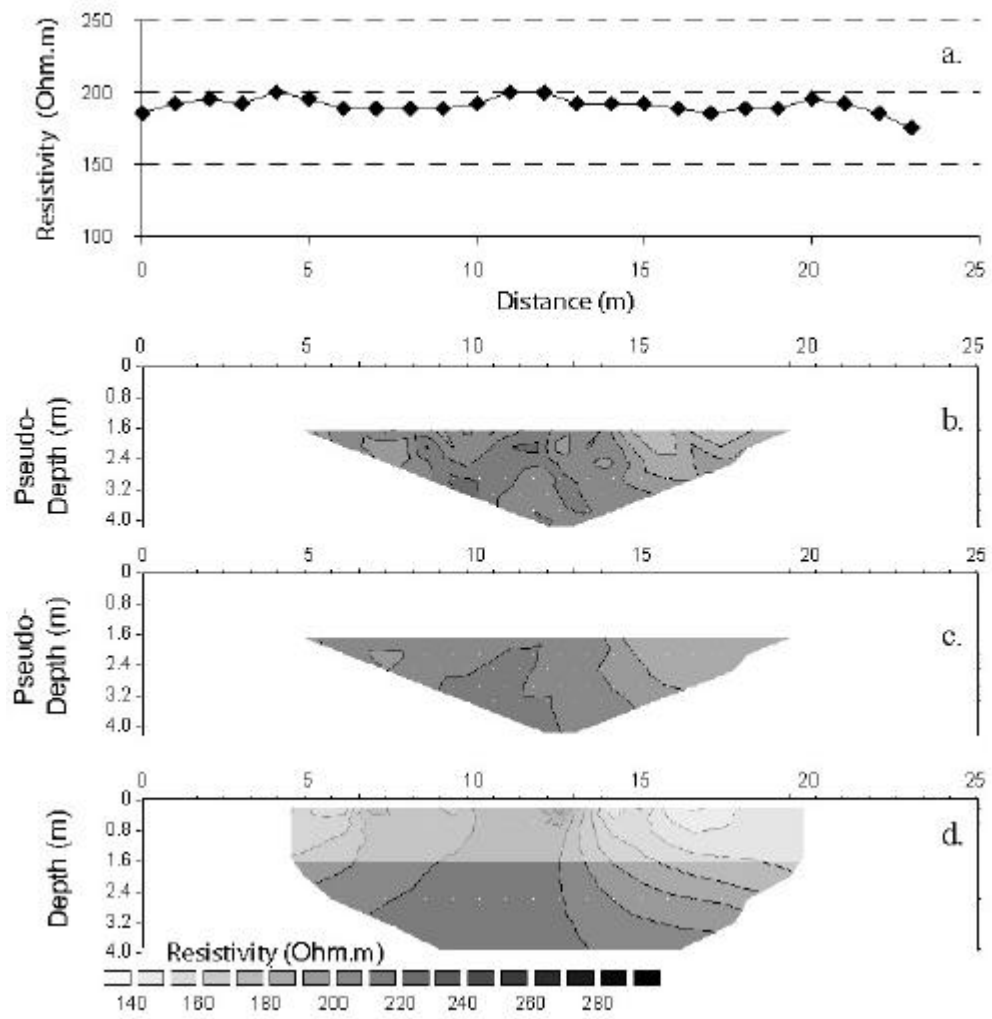 250
a.
200
150
100
Resistivity (Ohm.m)
0 5 10 15 20 25
Distance (m)
0 5 10 15 20 25
0
0.8
1.6
2.4
3.2
4.0
Pseudo-
Depth (m)
b.
0 5 10 15 20 25
0
0.8
1.6
2.4
3.2
4.0
Pseudo-
Depth (m)
c.
0 5 10 15 20 25
0
0.8
1.6
2.4
3.2
4.0
Depth (m)
d.
Resistivity (Ohm.m)
140 160 180 200 220 240 260 280